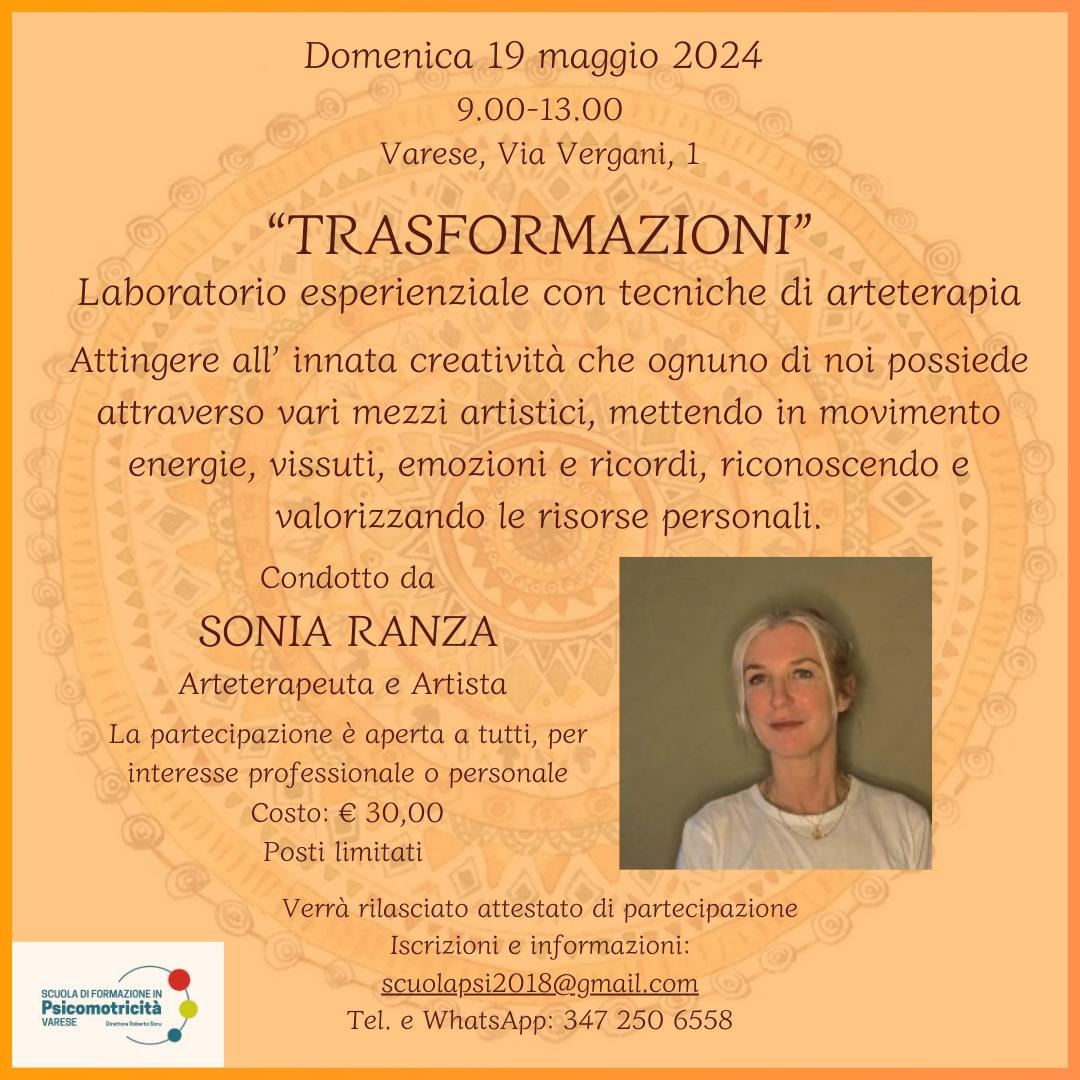 Domenica 19 maggio 2024
9.00-13.00
Varese, Via Vergani, 1
“TRASFORMAZIONI”
Laboratorio esperienziale con tecniche di arteterapia
Attingere all’ innata creatività che ognuno di noi possiede
attraverso vari mezzi artistici, mettendo in movimento
energie, vissuti, emozioni e ricordi, riconoscendo e
valorizzando le risorse personali.
Condotto da
SONIA RANZA
Arteterapeuta e Artista
La partecipazione è aperta a tutti, per
interesse professionale o personale
Costo: € 30,00
Posti limitati
Verrà rilasciato attestato di partecipazione
Iscrizioni e informazioni:
scuolapsi2018@gmail.com
Tel. e WhatsApp: 347 250 6558
SCUOLA DI FORMAZIONE IN
Psicomotricità
VARESE Direttore Roberto